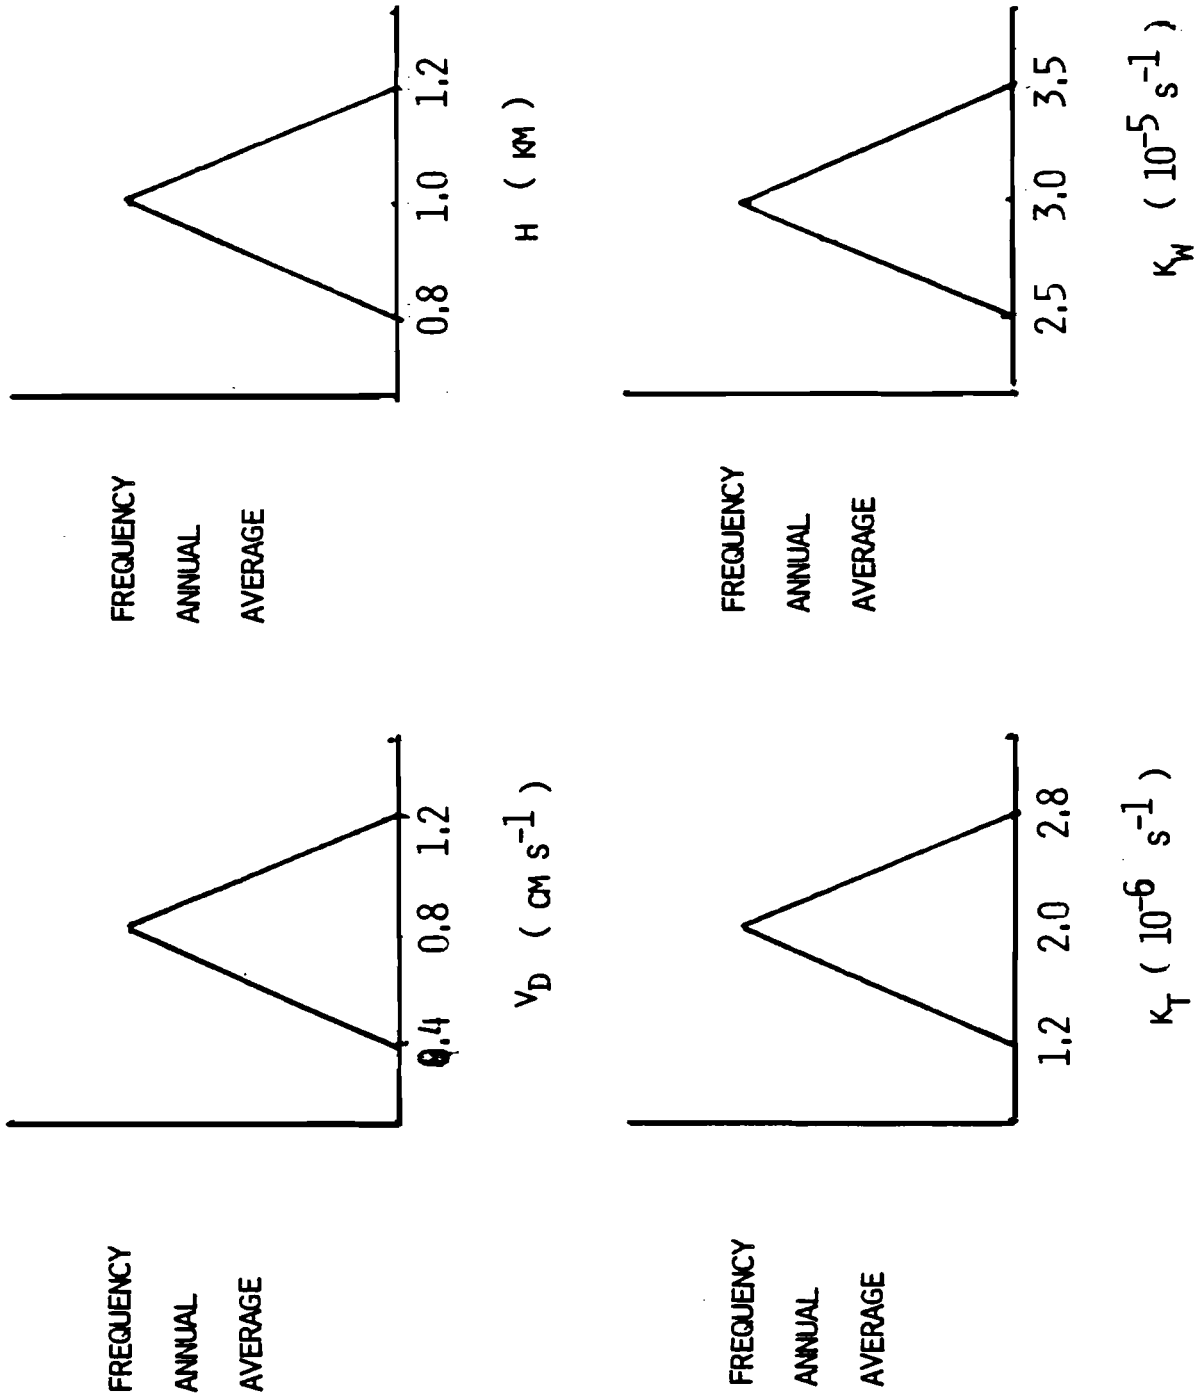 FREQUENCY
ANNUAL
AVERAGE
0.4 0.8 1.2
V_D ( CM s⁻¹ )
FREQUENCY
ANNUAL
AVERAGE
0.8 1.0 1.2
H ( KM )
FREQUENCY
ANNUAL
AVERAGE
1.2 2.0 2.8
K_T ( 10⁻⁶ s⁻¹ )
FREQUENCY
ANNUAL
AVERAGE
2.5 3.0 3.5
K_W ( 10⁻⁵ s⁻¹ )